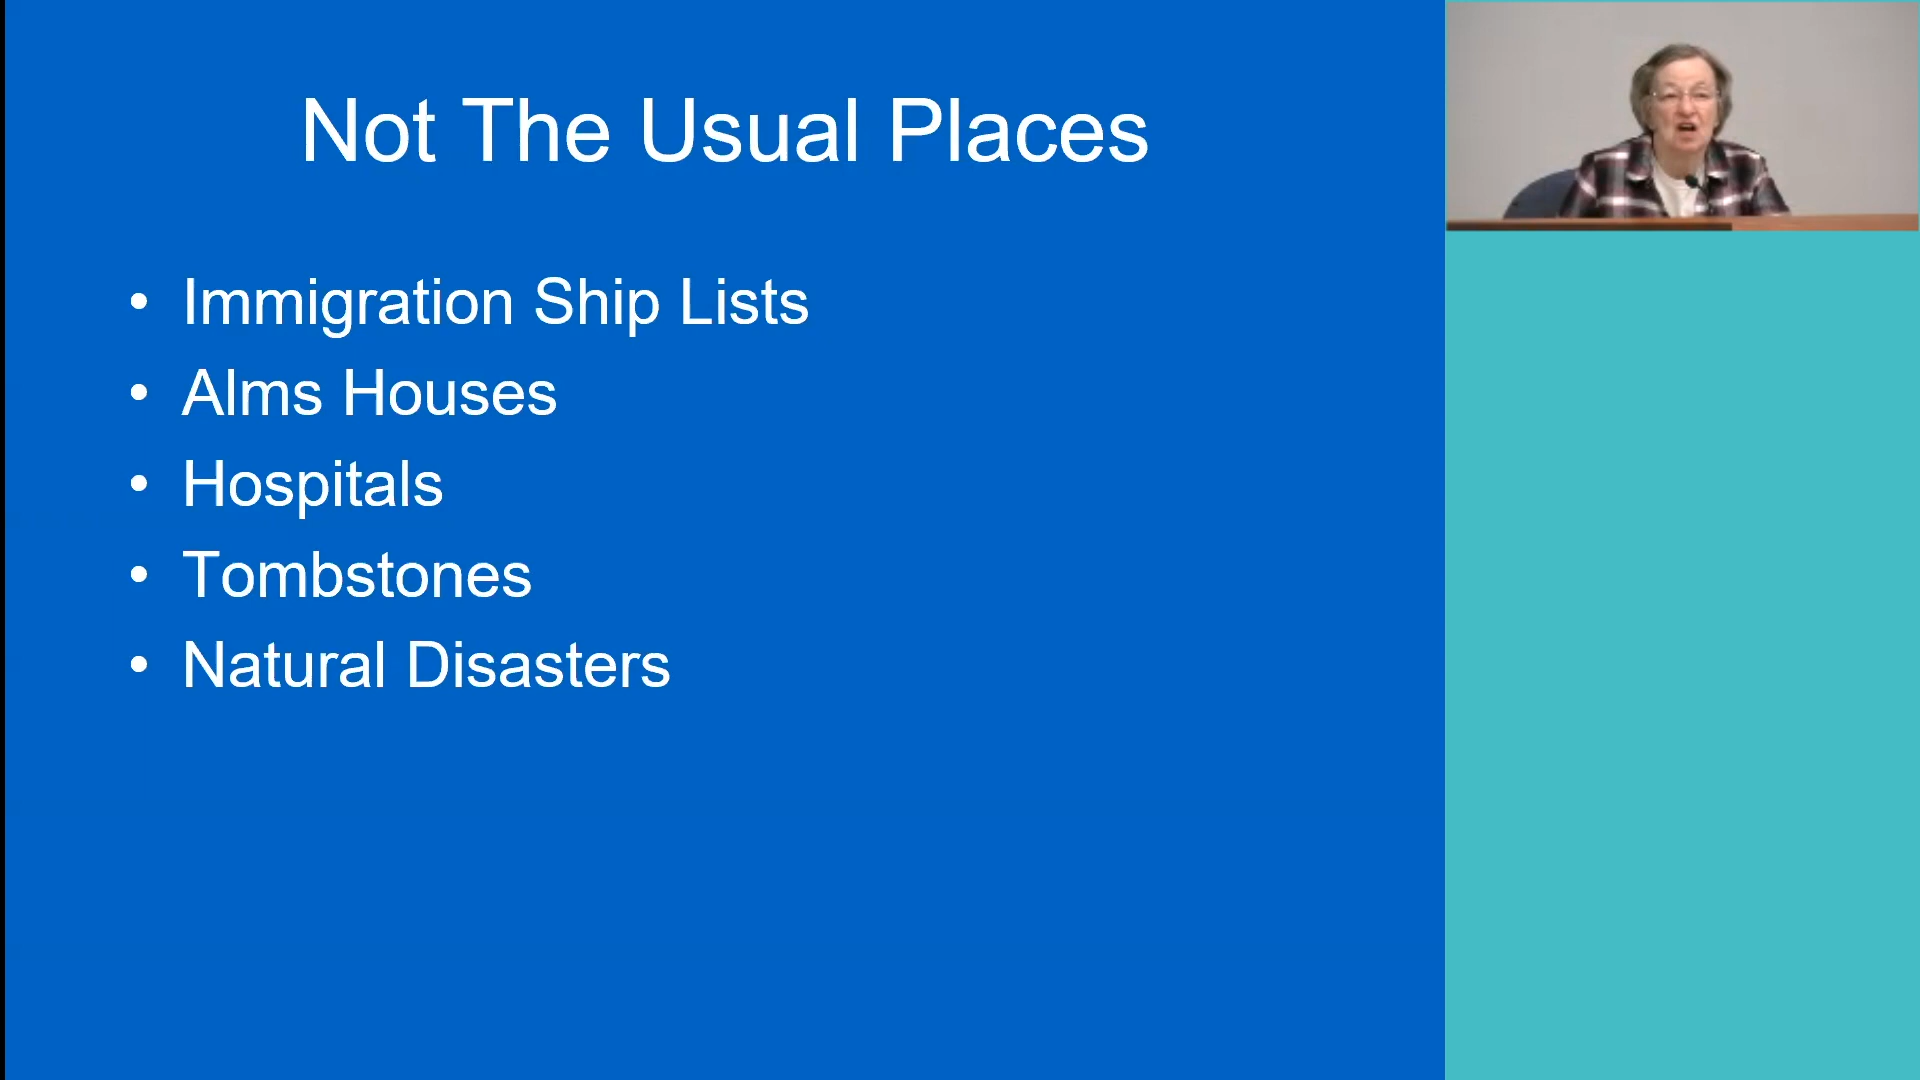 Not The Usual Places
• Immigration Ship Lists
• Alms Houses
• Hospitals
• Tombstones
• Natural Disasters